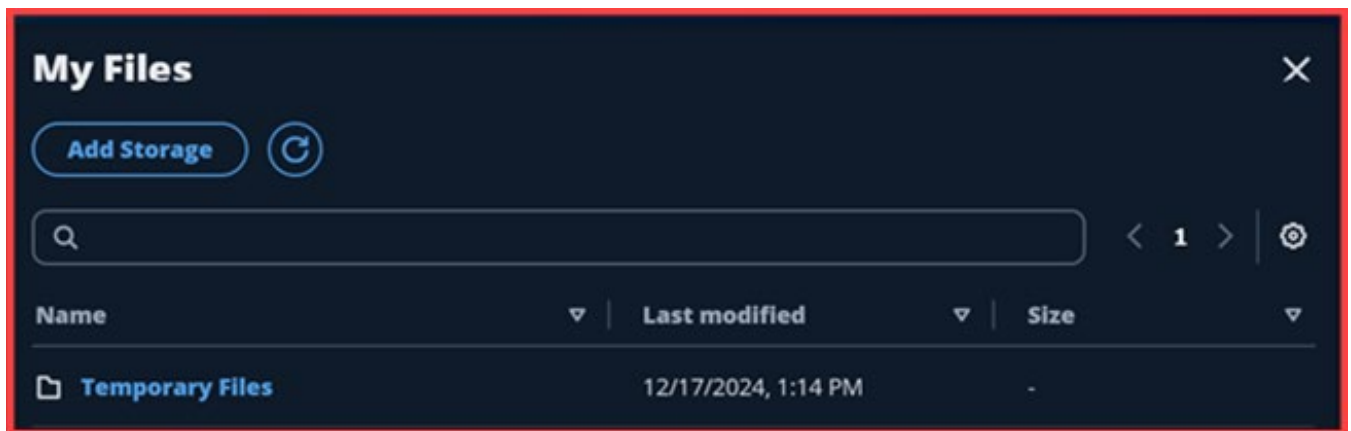 My Files
Add Storage
1
Name Last modified Size
Temporary Files 12/17/2024, 1:14 PM -